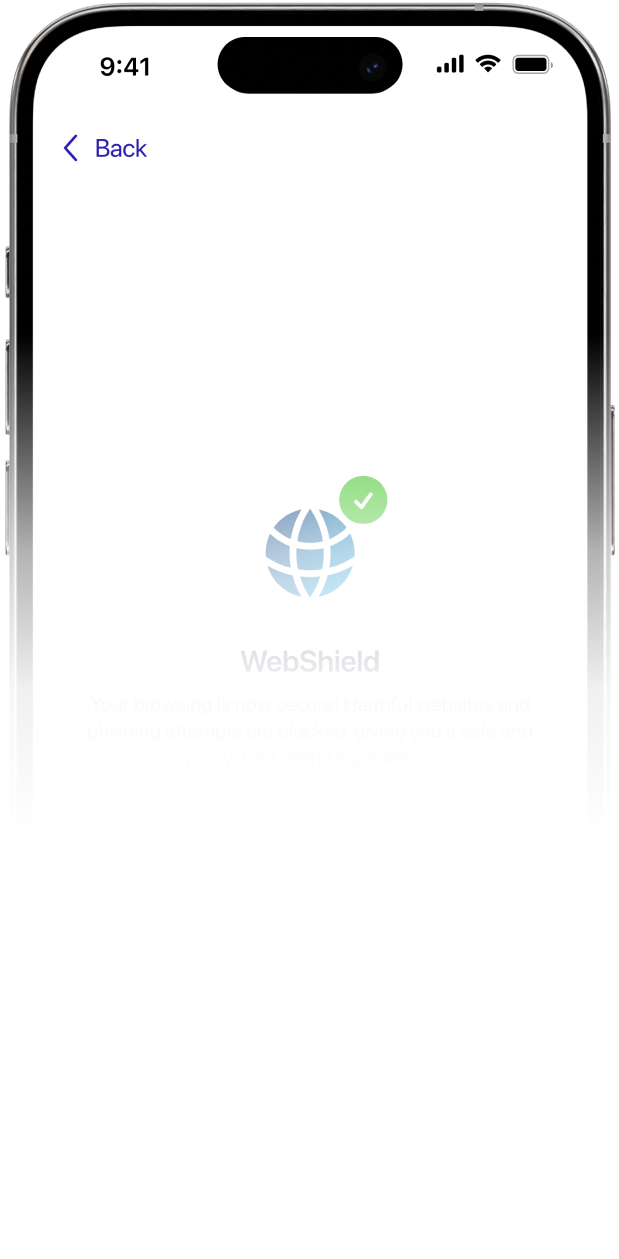 9:41
Back
WebShield
Your browsing is now secure! Harmful websites and
phishing attempts are blocked, giving you a safe and
worry-free online experience.